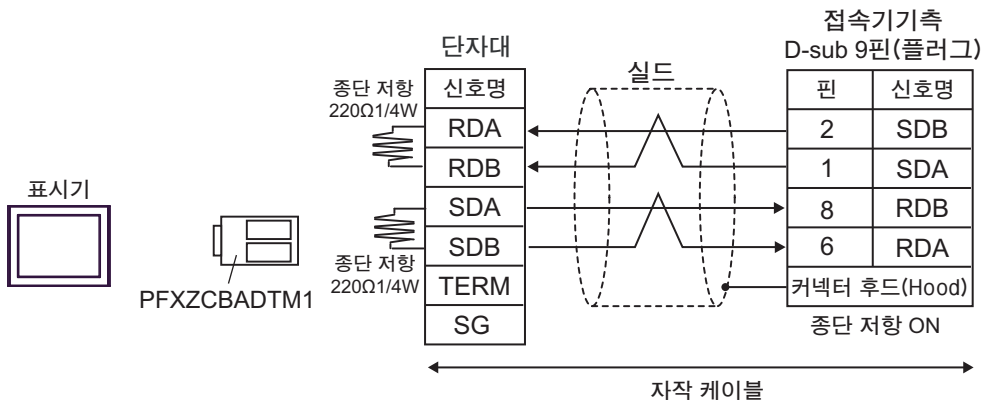 접속기기측
D-sub 9핀(플러그)
단자대
실드
종단 저항
220Ω1/4W
신호명
핀 신호명
RDA
2 SDB
RDB
1 SDA
표시기
SDA
8 RDB
SDB
6 RDA
종단 저항
220Ω1/4W
TERM
커넥터 후드(Hood)
PFXZCBADTM1
SG
종단 저항 ON
자작 케이블